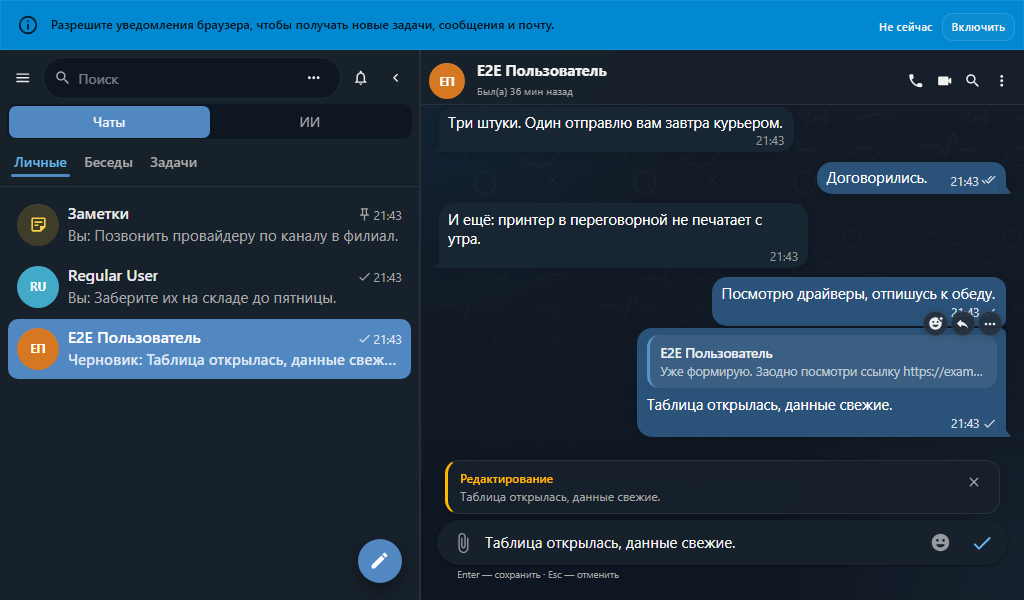 Разрешите уведомления браузера, чтобы получать новые задачи, сообщения и почту.
Не сейчас
Включить
Поиск
Чаты
ИИ
Личные
Беседы
Задачи
Заметки
21:43
Вы: Позвонить провайдеру по каналу в филиал.
RU
Regular User
21:43
Вы: Заберите их на складе до пятницы.
ЕП
E2E Пользователь
21:43
Черновик: Таблица открылась, данные свеж...
ЕП
E2E Пользователь
Был(а) 36 мин назад
Три штуки. Один отправлю вам завтра курьером.
21:43
Договорились.
21:43
И ещё: принтер в переговорной не печатает с
утра.
21:43
Посмотрю драйверы, отпишусь к обеду.
21:43
E2E Пользователь
Уже формирую. Заодно посмотри ссылку https://exam...
Таблица открылась, данные свежие.
21:43
Редактирование
Таблица открылась, данные свежие.
Таблица открылась, данные свежие.
Enter — сохранить · Esc — отменить